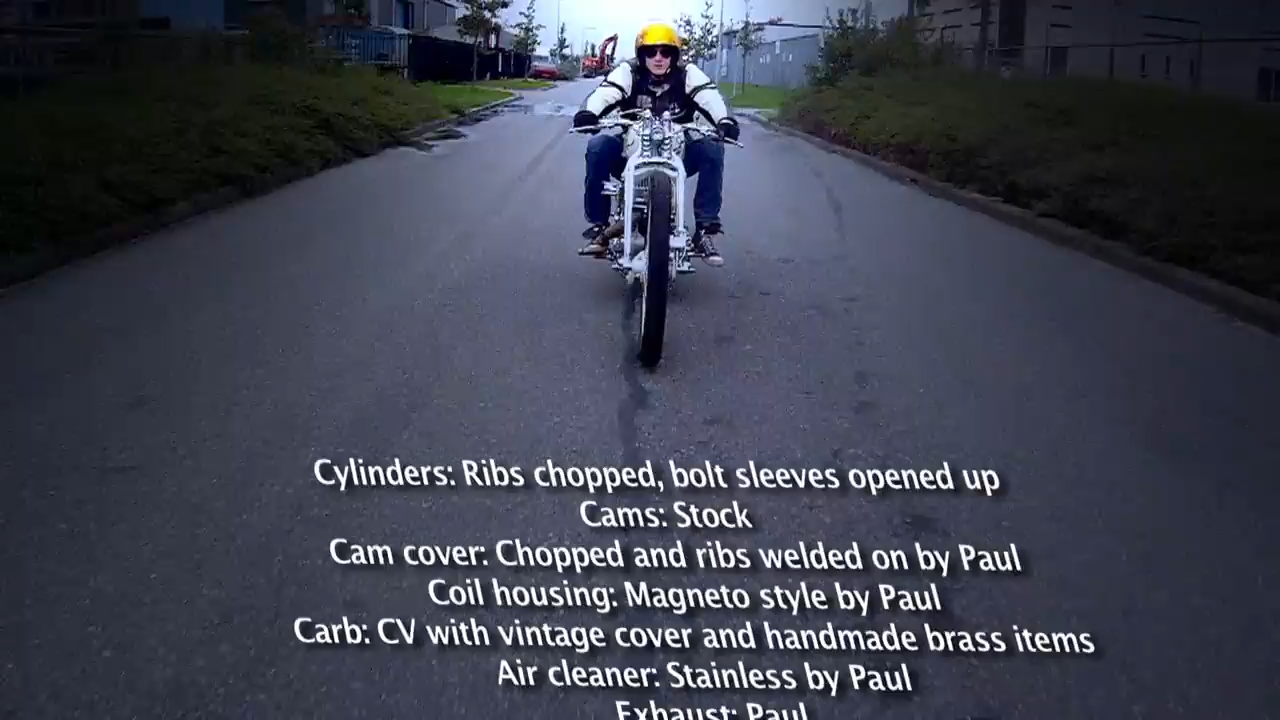 Cylinders: Ribs chopped, bolt sleeves opened up
Cams: Stock
Cam cover: Chopped and ribs welded on by Paul
Coil housing: Magneto style by Paul
Carb: CV with vintage cover and handmade brass items
Air cleaner: Stainless by Paul
Exhaust: Paul